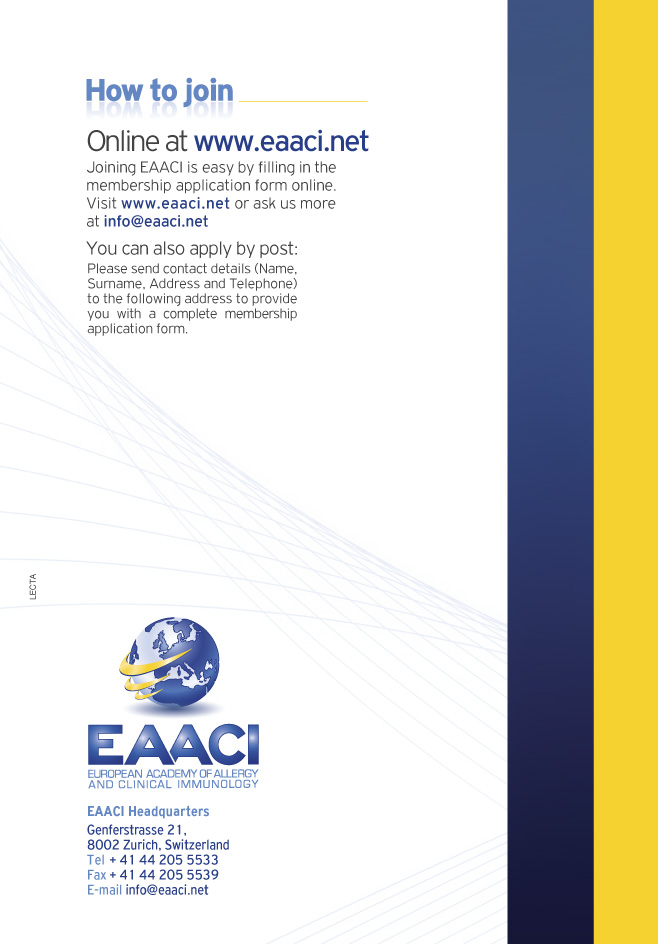 How to join
Online at www.eaaci.net
Joining EAACI is easy by filling in the
membership application form online.
Visit www.eaaci.net or ask us more
at info@eaaci.net
You can also apply by post:
Please send contact details (Name,
Surname, Address and Telephone)
to the following address to provide
you with a complete membership
application form.
LECTA
EAACI
EUROPEAN ACADEMY OF ALLERGY
AND CLINICAL IMMUNOLOGY
EAACI Headquarters
Genferstrasse 21,
8002 Zurich, Switzerland
Tel + 41 44 205 5533
Fax + 41 44 205 5539
E-mail info@eaaci.net